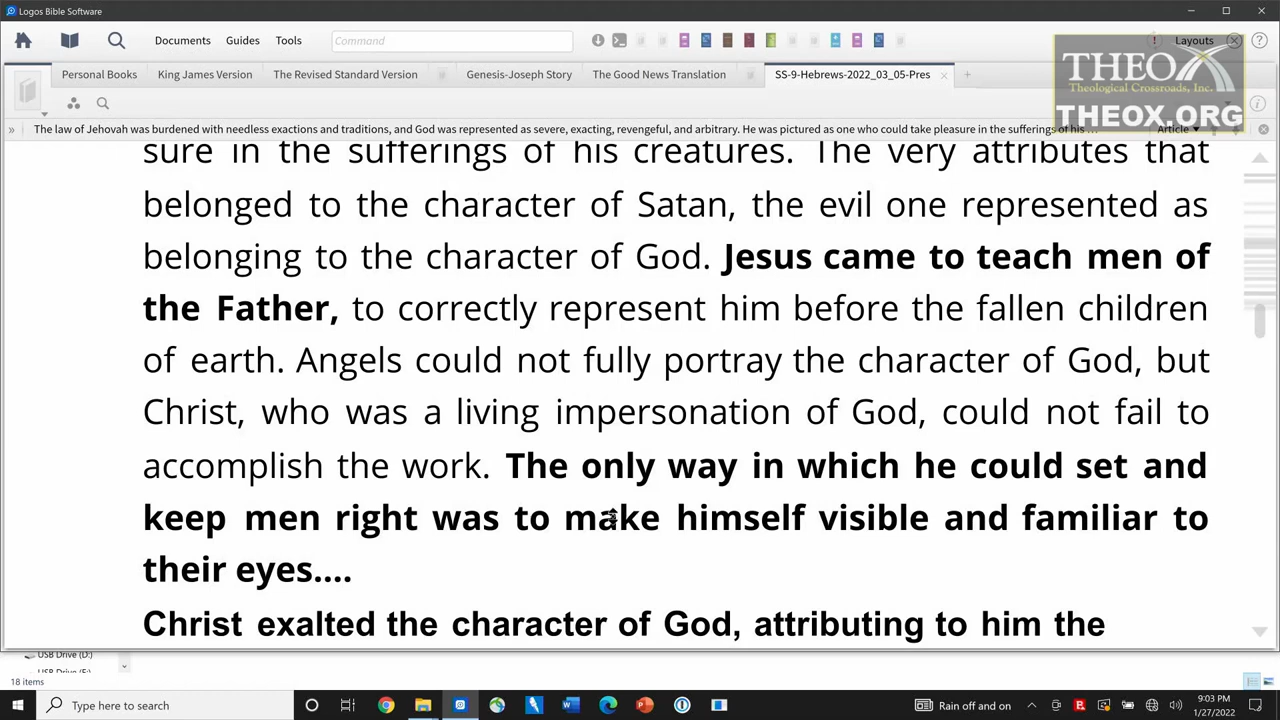 Logos Bible Software
Documents Guides Tools Command Layouts
THEOX
Theological Crossroads, Inc.
THEOX.ORG
Personal Books King James Version The Revised Standard Version Genesis-Joseph Story The Good News Translation SS-9-Hebrews-2022_03_05-Pres
The law of Jehovah was burdened with needless exactions and traditions, and God was represented as severe, exacting, revengeful, and arbitrary. He was pictured as one who could take pleasure in the sufferings of his ... Article
sure in the sufferings of his creatures. The very attributes that
belonged to the character of Satan, the evil one represented as
belonging to the character of God. Jesus came to teach men of
the Father, to correctly represent him before the fallen children
of earth. Angels could not fully portray the character of God, but
Christ, who was a living impersonation of God, could not fail to
accomplish the work. The only way in which he could set and
keep men right was to make himself visible and familiar to
their eyes....
Christ exalted the character of God, attributing to him the
USB Drive (D:)
18 items
Type here to search
Rain off and on
9:03 PM
1/27/2022